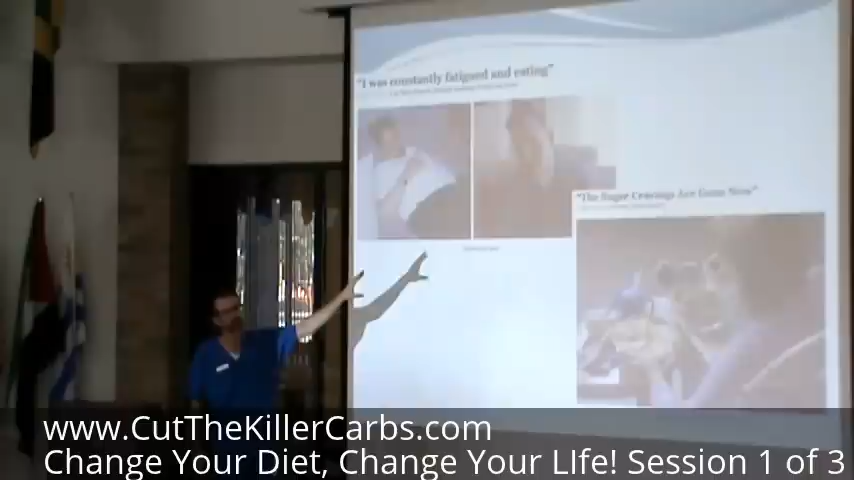 "I was constantly fatigued and eating"
"The Sugar Cravings Are Gone Now"
www.CutTheKillerCarbs.com
Change Your Diet, Change Your LIfe! Session 1 of 3